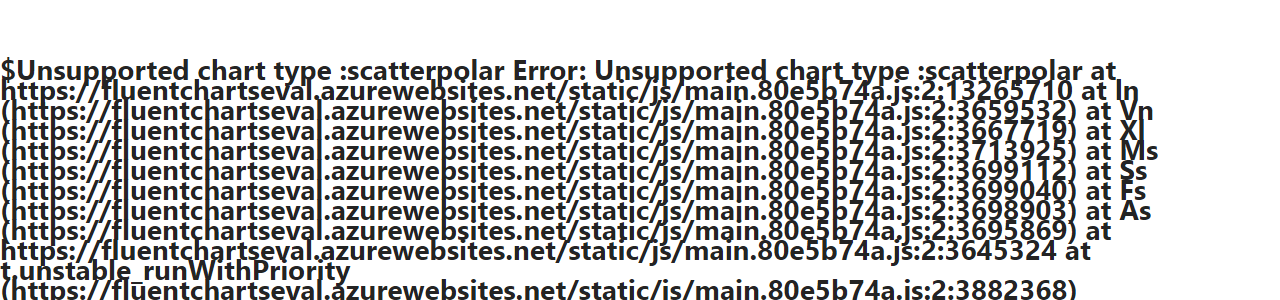 $Unsupported chart type :scatterpolar Error: Unsupported chart type :scatterpolar at
https://fluentchartseval.azurewebsites.net/static/js/main.80e5b74a.js:2:13265710 at ln
(https://fluentchartseval.azurewebsites.net/static/js/main.80e5b74a.js:2:3659532) at Vn
(https://fluentchartseval.azurewebsites.net/static/js/main.80e5b74a.js:2:3667719) at Xl
(https://fluentchartseval.azurewebsites.net/static/js/main.80e5b74a.js:2:3713925) at Ms
(https://fluentchartseval.azurewebsites.net/static/js/main.80e5b74a.js:2:3699112) at Ss
(https://fluentchartseval.azurewebsites.net/static/js/main.80e5b74a.js:2:3699040) at Fs
(https://fluentchartseval.azurewebsites.net/static/js/main.80e5b74a.js:2:3698903) at As
(https://fluentchartseval.azurewebsites.net/static/js/main.80e5b74a.js:2:3695869) at
https://fluentchartseval.azurewebsites.net/static/js/main.80e5b74a.js:2:3645324 at
t.unstable_runWithPriority
(https://fluentchartseval.azurewebsites.net/static/js/main.80e5b74a.js:2:3882368)